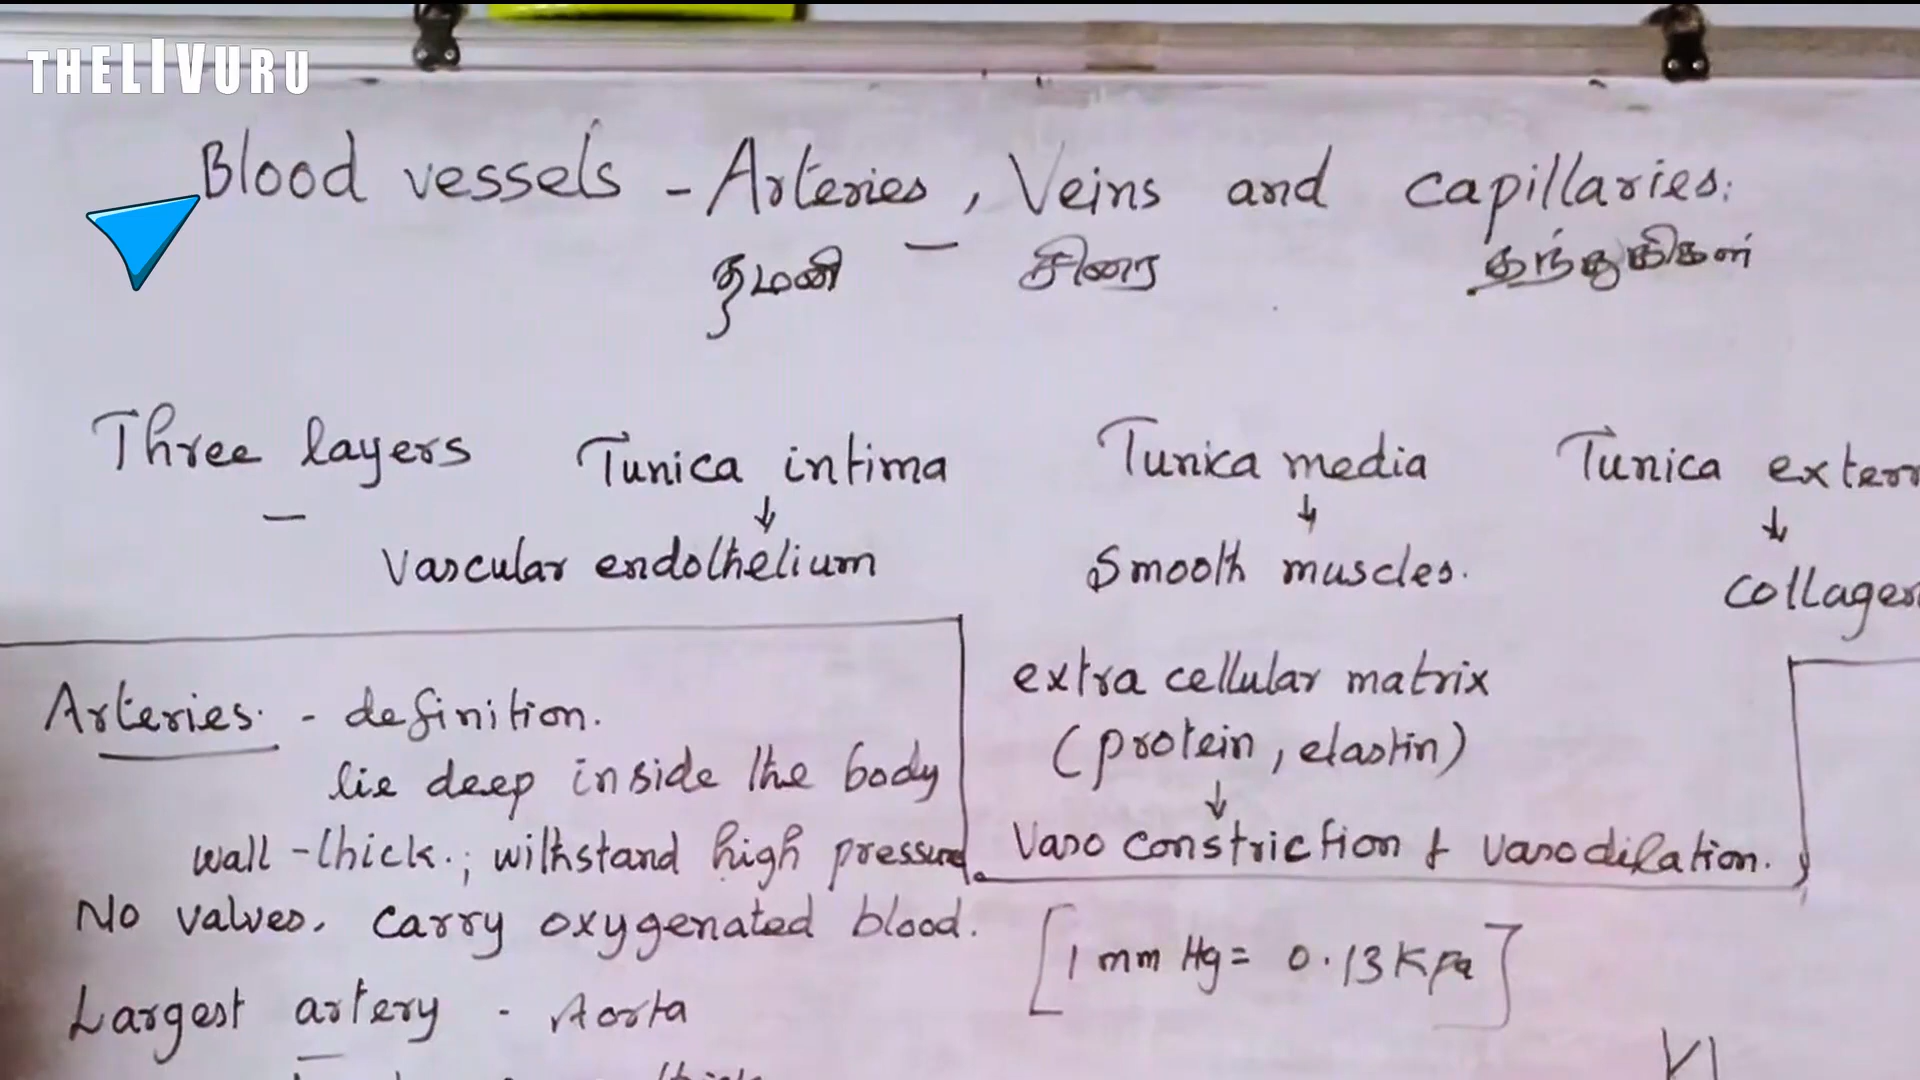 THELIVURU
Blood vessels - Arteries, Veins and capillaries:
தமனி சிரை தந்துகிகள்
Three layers Tunica intima Tunica media Tunica extern
Vascular endothelium Smooth muscles. collagen
extra cellular matrix
(protein, elastin)
Vaso constriction & vasodilation.
Arteries. - definition.
lie deep inside the body
wall - thick.; withstand high pressure.
No valves. carry oxygenated blood.
[1 mm Hg = 0.13 KPa]
Largest artery - Aorta